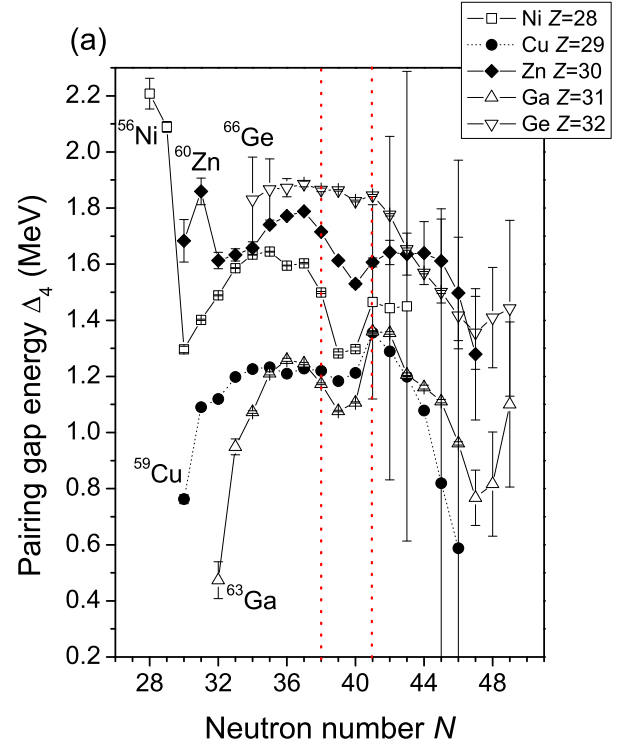 (a)
Ni Z=28
Cu Z=29
Zn Z=30
Ga Z=31
Ge Z=32
2.2
2.0
1.8
1.6
1.4
1.2
1.0
0.8
0.6
0.4
0.2
Pairing gap energy Δ₄ (MeV)
⁵⁶Ni
⁶⁰Zn
⁶⁶Ge
⁵⁹Cu
⁶³Ga
28 32 36 40 44 48
Neutron number N